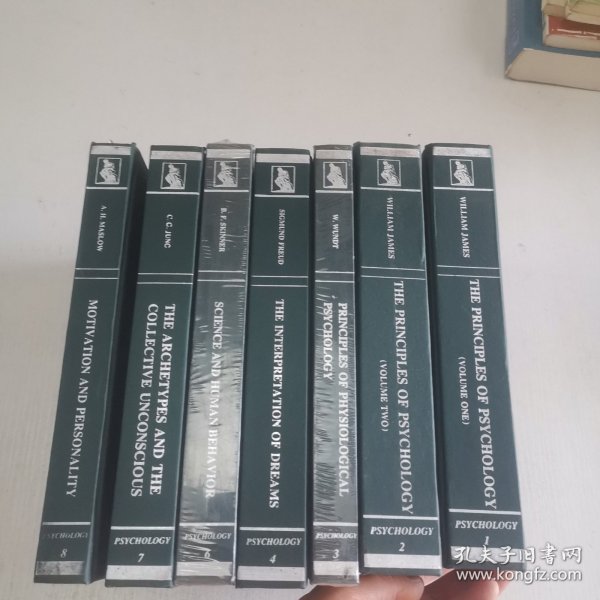 A. H. MASLOW
MOTIVATION AND PERSONALITY
PSYCHOLOGY
8
C. G. JUNG
THE ARCHETYPES AND THE
COLLECTIVE UNCONSCIOUS
PSYCHOLOGY
7
B. F. SKINNER
SCIENCE AND HUMAN BEHAVIOR
PSYCHOLOGY
6
SIGMUND FREUD
THE INTERPRETATION OF DREAMS
PSYCHOLOGY
4
W. WUNDT
PRINCIPLES OF PHYSIOLOGICAL
PSYCHOLOGY
PSYCHOLOGY
3
WILLIAM JAMES
THE PRINCIPLES OF PSYCHOLOGY
(VOLUME TWO)
PSYCHOLOGY
2
WILLIAM JAMES
THE PRINCIPLES OF PSYCHOLOGY
(VOLUME ONE)
PSYCHOLOGY
1
孔夫子旧书网
www.kongfz.com